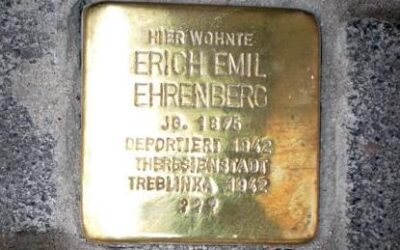 HIER WOHNTE
ERICH EMIL
EHRENBERG
JG. 1875
DEPORTIERT 1942
THERESIENSTADT
TREBLINKA 1942
???